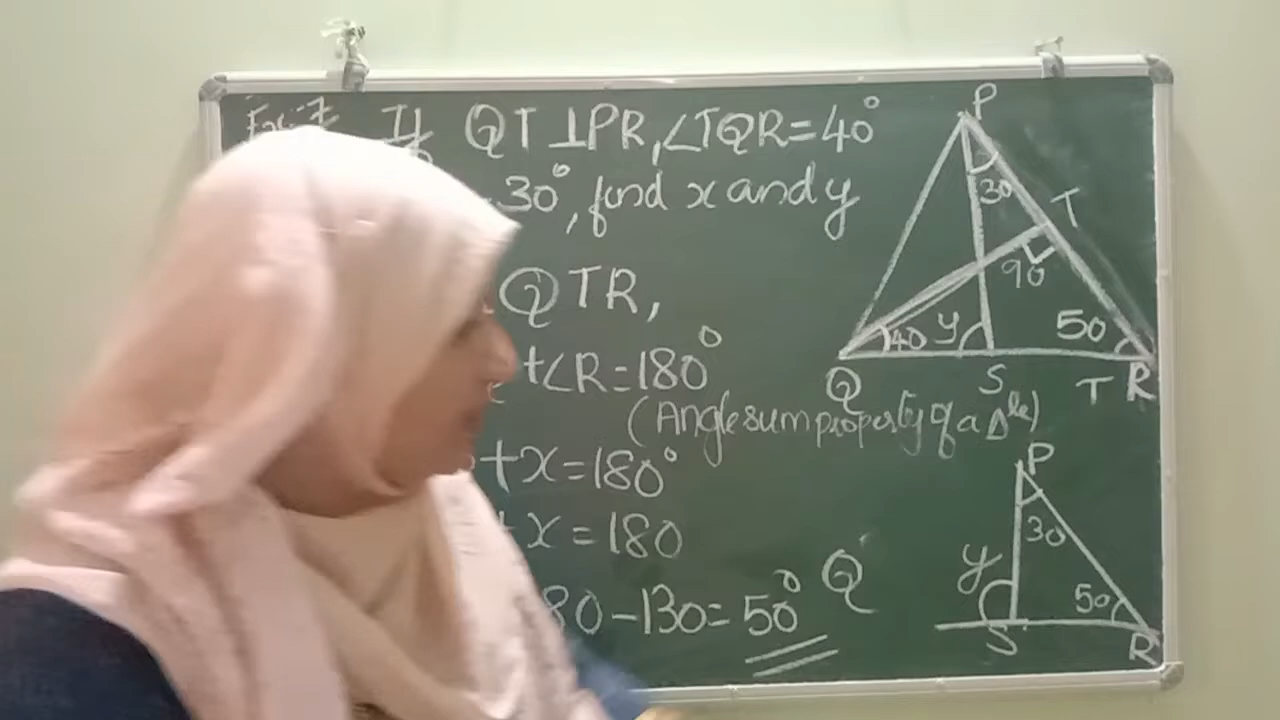 If QT⊥PR, ∠TQR=40°
30°, find x and y
QTR,
+∠R=180°
(Angle sum property of a Δle)
+x=180°
+x=180
80-130=50°
P
30
T
90
40 y 50
Q S T R
P
30
y 50
Q
S R